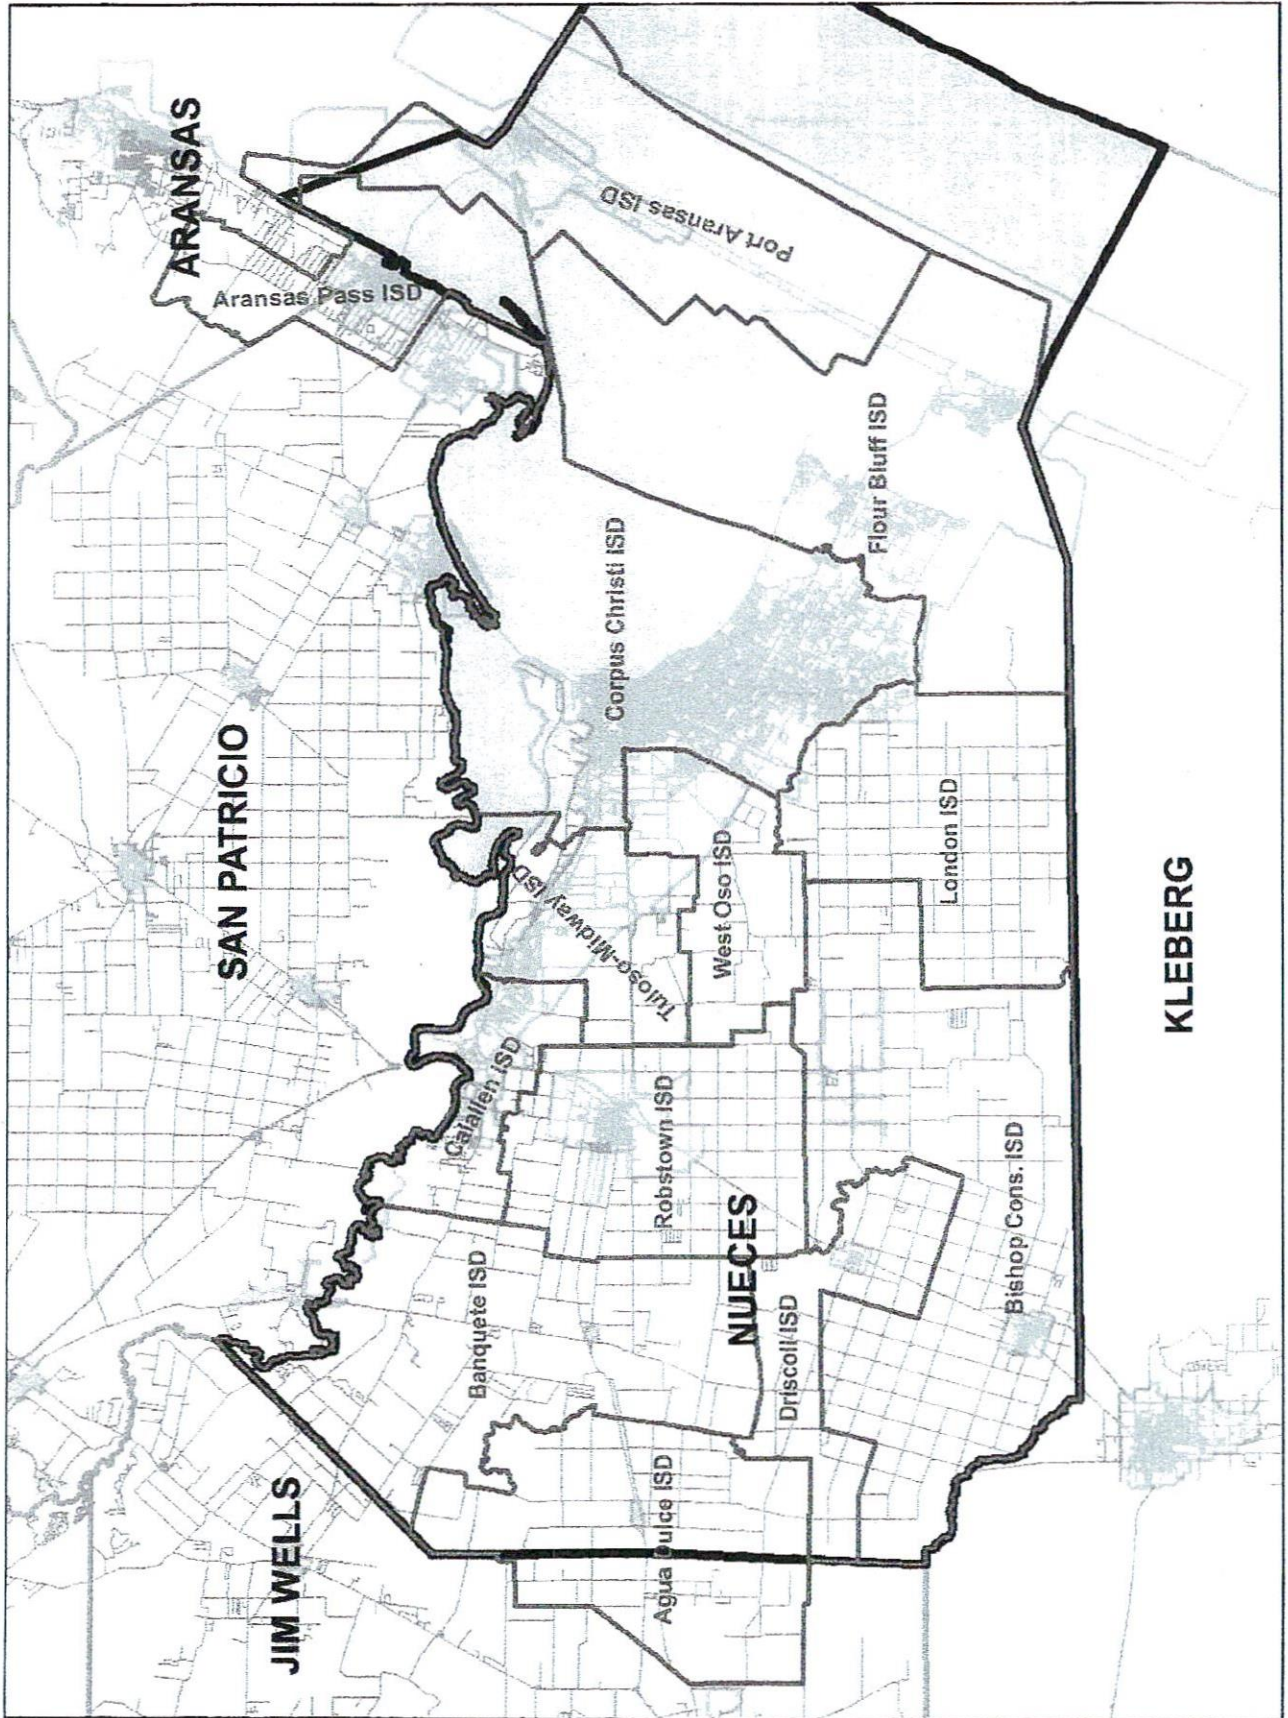 ARANSAS
Aransas Pass ISD
Port Aransas ISD
SAN PATRICIO
Corpus Christi ISD
Flour Bluff ISD
Tuloso-Midway ISD
West Oso ISD
London ISD
KLEBERG
Calallen ISD
Robstown ISD
NUECES
Bishop Cons. ISD
Banquete ISD
Driscoll ISD
JIM WELLS
Agua Dulce ISD